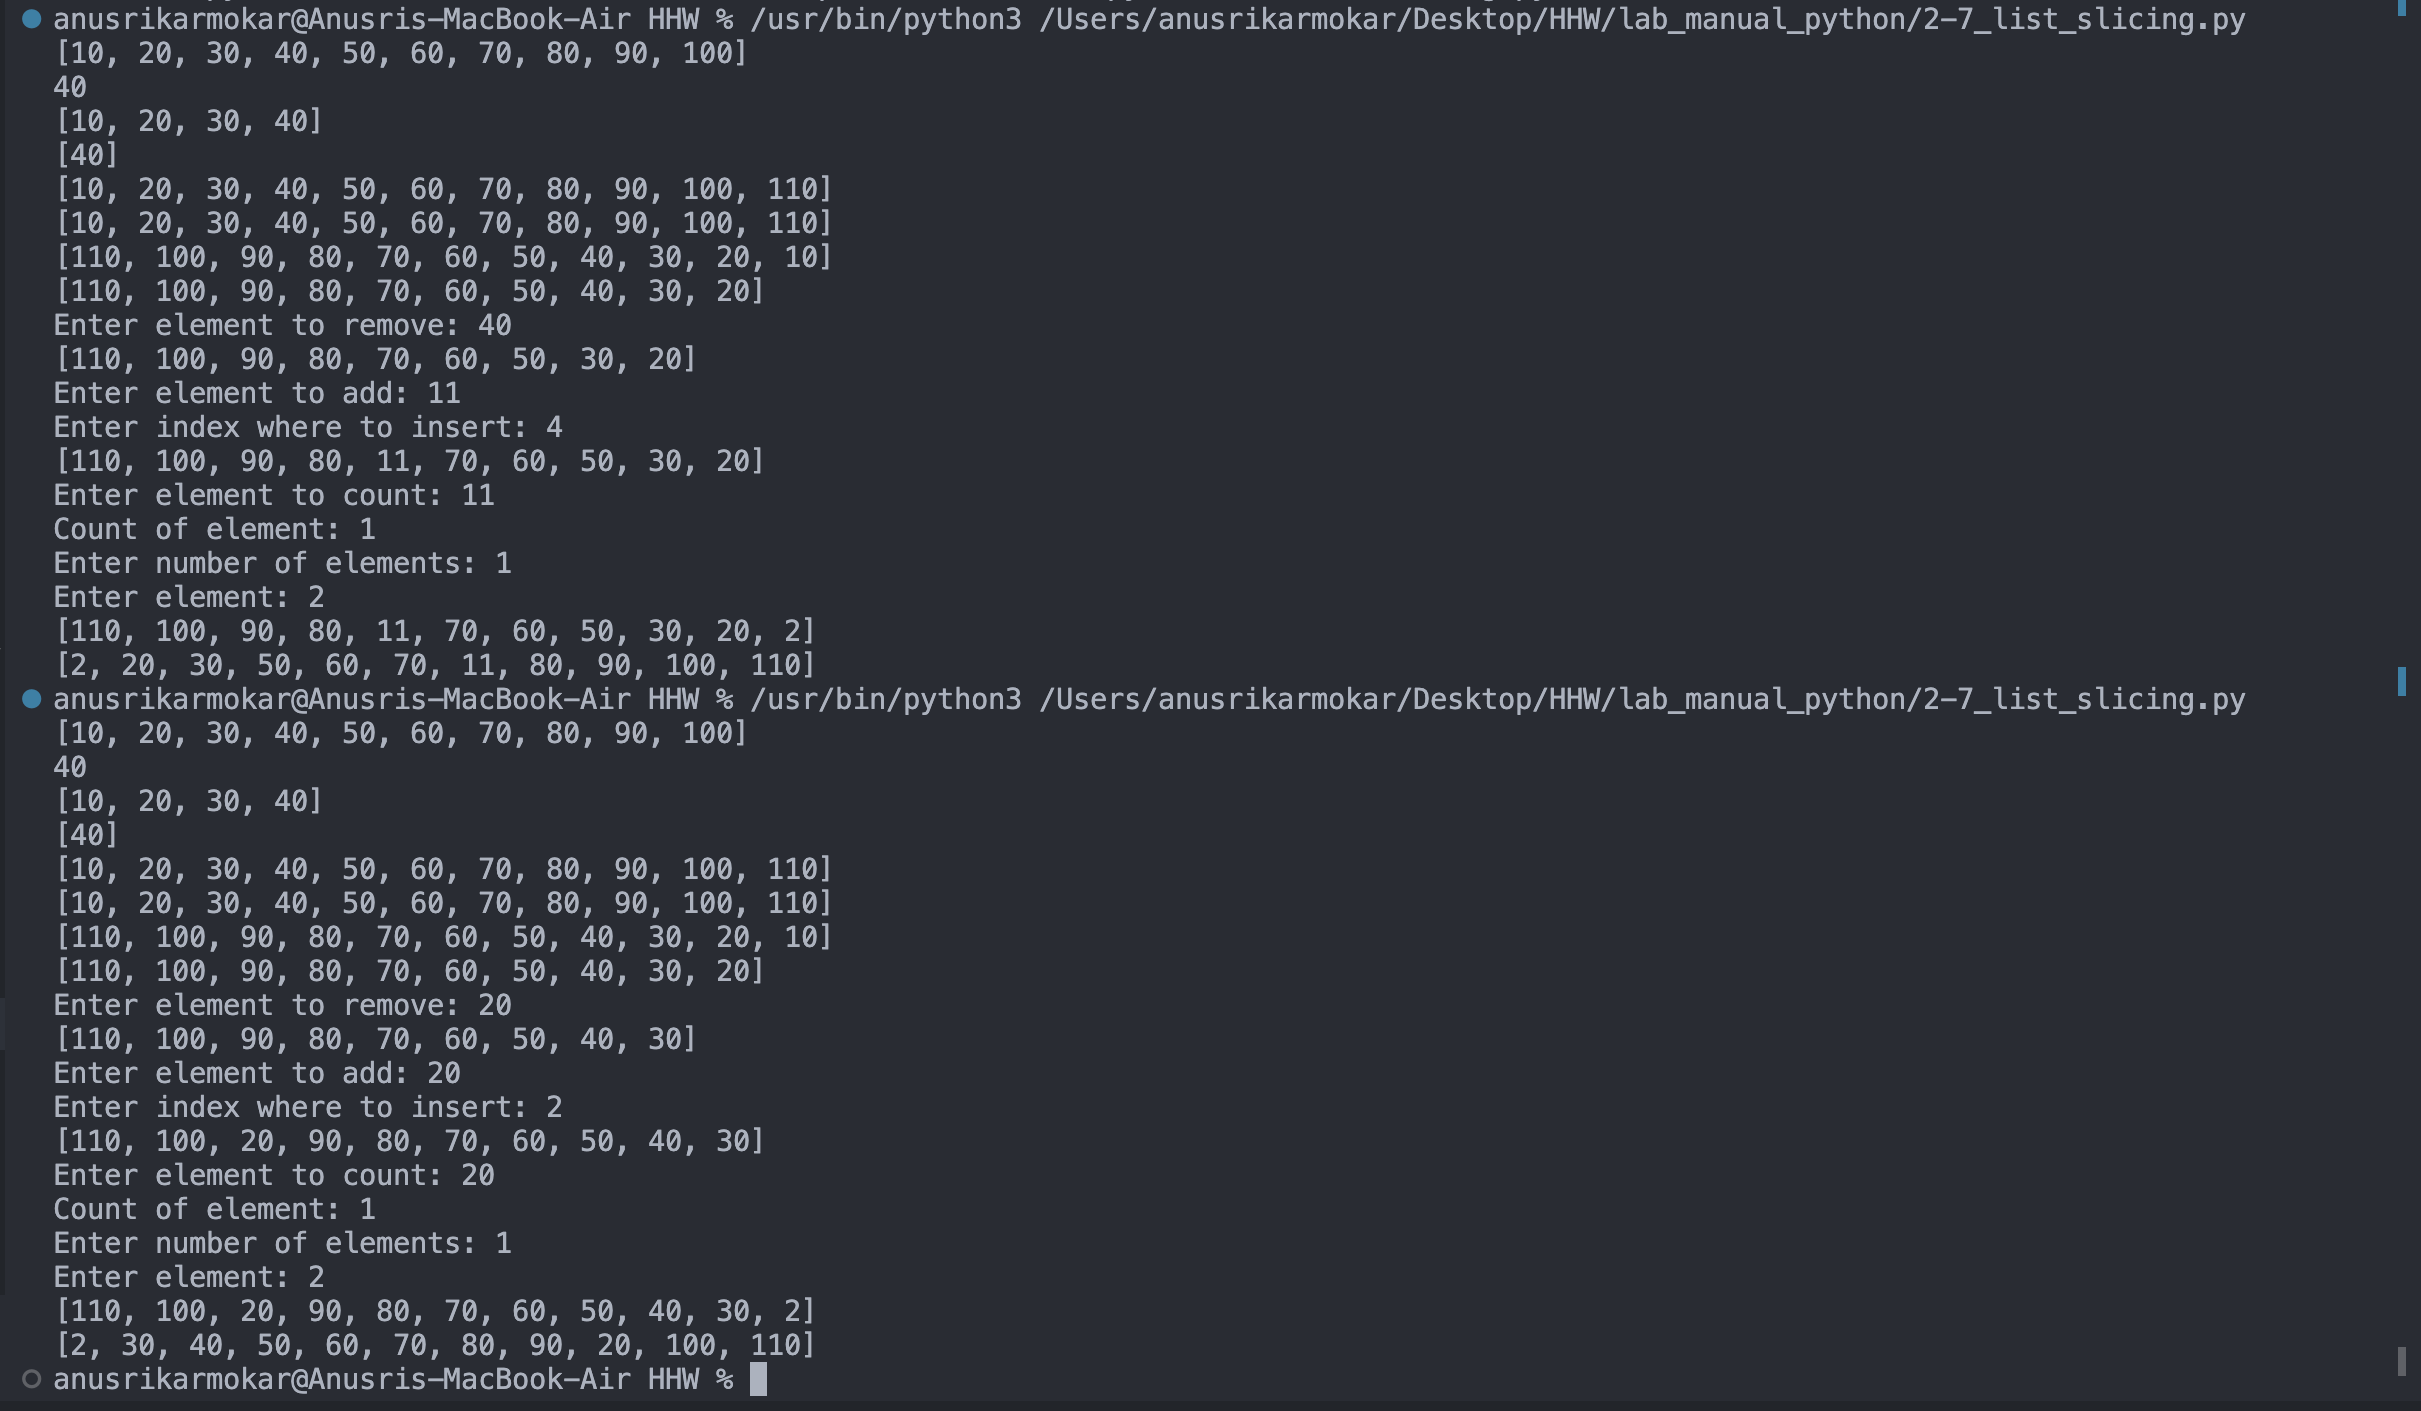 anusrikarmokar@Anusris-MacBook-Air HHW % /usr/bin/python3 /Users/anusrikarmokar/Desktop/HHW/lab_manual_python/2-7_list_slicing.py
[10, 20, 30, 40, 50, 60, 70, 80, 90, 100]
40
[10, 20, 30, 40]
[40]
[10, 20, 30, 40, 50, 60, 70, 80, 90, 100, 110]
[10, 20, 30, 40, 50, 60, 70, 80, 90, 100, 110]
[110, 100, 90, 80, 70, 60, 50, 40, 30, 20, 10]
[110, 100, 90, 80, 70, 60, 50, 40, 30, 20]
Enter element to remove: 40
[110, 100, 90, 80, 70, 60, 50, 30, 20]
Enter element to add: 11
Enter index where to insert: 4
[110, 100, 90, 80, 11, 70, 60, 50, 30, 20]
Enter element to count: 11
Count of element: 1
Enter number of elements: 1
Enter element: 2
[110, 100, 90, 80, 11, 70, 60, 50, 30, 20, 2]
[2, 20, 30, 50, 60, 70, 11, 80, 90, 100, 110]
anusrikarmokar@Anusris-MacBook-Air HHW % /usr/bin/python3 /Users/anusrikarmokar/Desktop/HHW/lab_manual_python/2-7_list_slicing.py
[10, 20, 30, 40, 50, 60, 70, 80, 90, 100]
40
[10, 20, 30, 40]
[40]
[10, 20, 30, 40, 50, 60, 70, 80, 90, 100, 110]
[10, 20, 30, 40, 50, 60, 70, 80, 90, 100, 110]
[110, 100, 90, 80, 70, 60, 50, 40, 30, 20, 10]
[110, 100, 90, 80, 70, 60, 50, 40, 30, 20]
Enter element to remove: 20
[110, 100, 90, 80, 70, 60, 50, 40, 30]
Enter element to add: 20
Enter index where to insert: 2
[110, 100, 20, 90, 80, 70, 60, 50, 40, 30]
Enter element to count: 20
Count of element: 1
Enter number of elements: 1
Enter element: 2
[110, 100, 20, 90, 80, 70, 60, 50, 40, 30, 2]
[2, 30, 40, 50, 60, 70, 80, 90, 20, 100, 110]
anusrikarmokar@Anusris-MacBook-Air HHW %